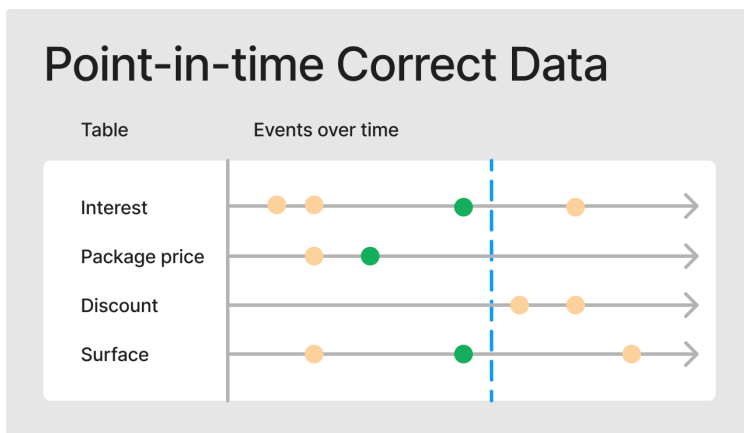 Point-in-time Correct Data
Table Events over time
Interest
Package price
Discount
Surface